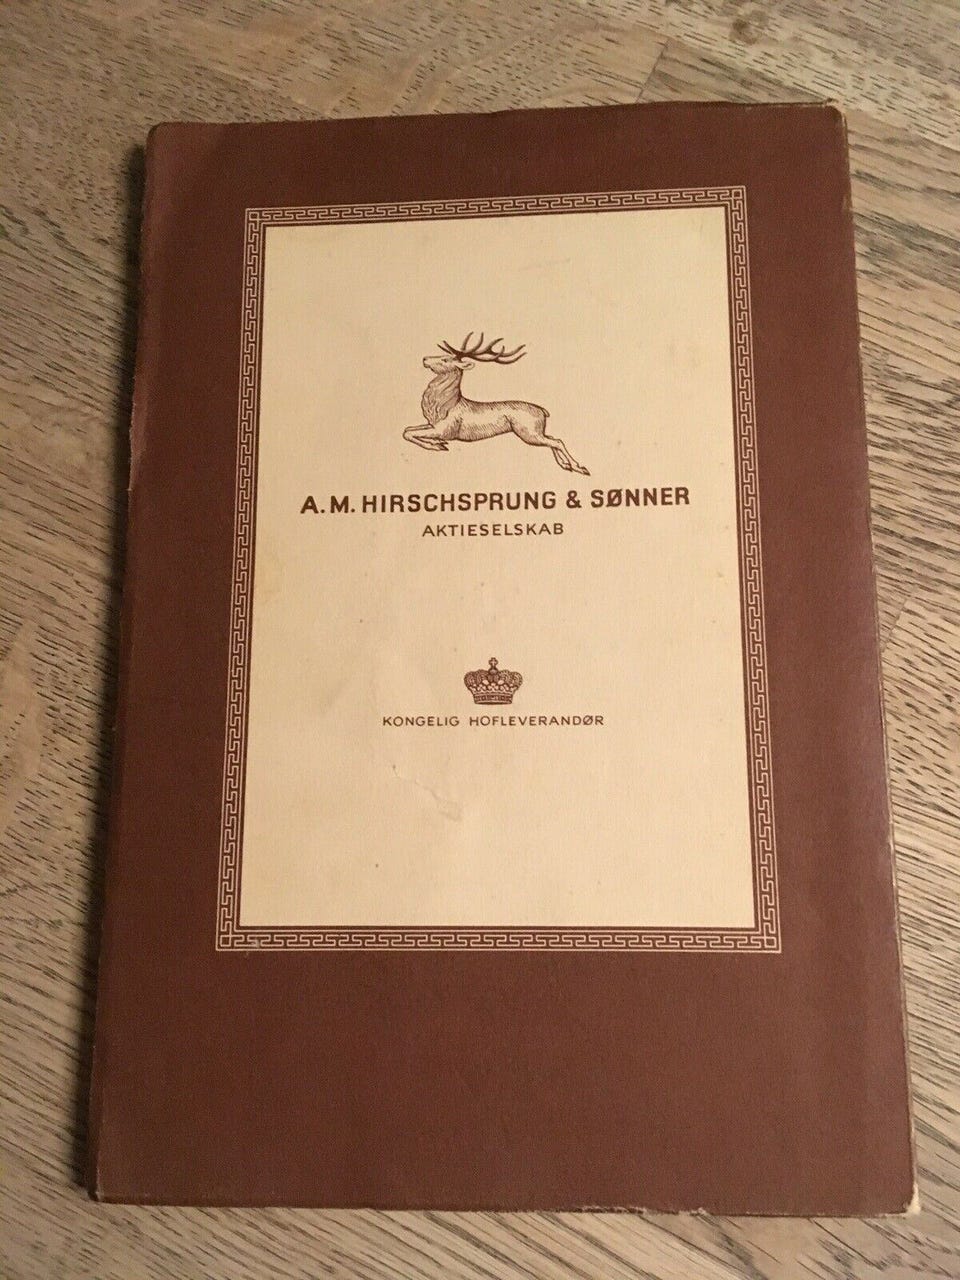 A. M. HIRSCHSPRUNG & SØNNER
AKTIESELSKAB
KONGELIG HOFLEVERANDØR